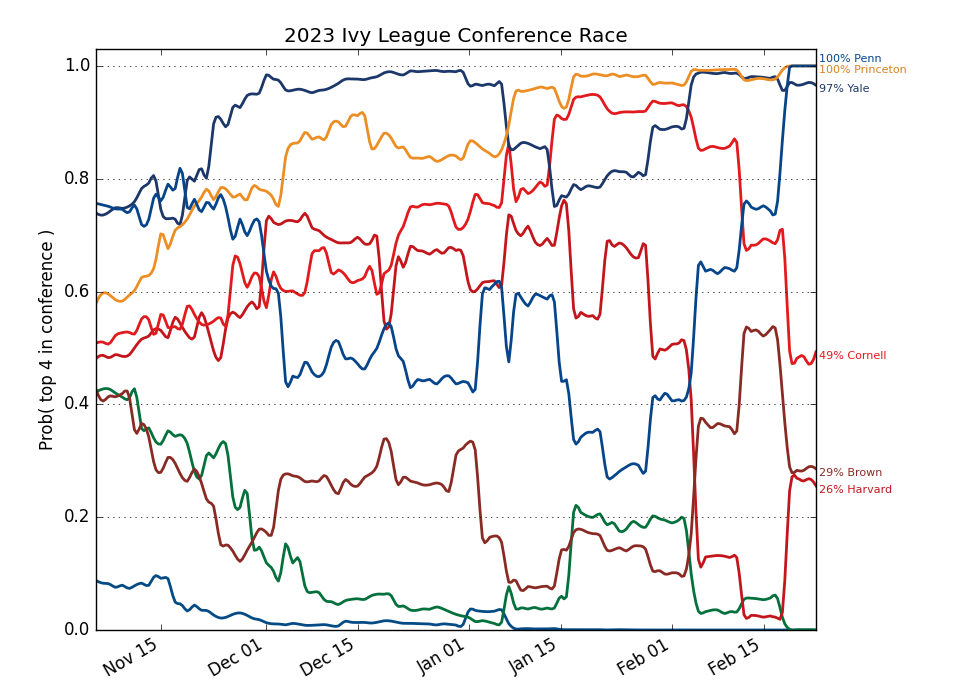 2023 Ivy League Conference Race
Prob( top 4 in conference )
1.0
0.8
0.6
0.4
0.2
0.0
Nov 15
Dec 01
Dec 15
Jan 01
Jan 15
Feb 01
Feb 15
100% Penn
100% Princeton
97% Yale
49% Cornell
29% Brown
26% Harvard